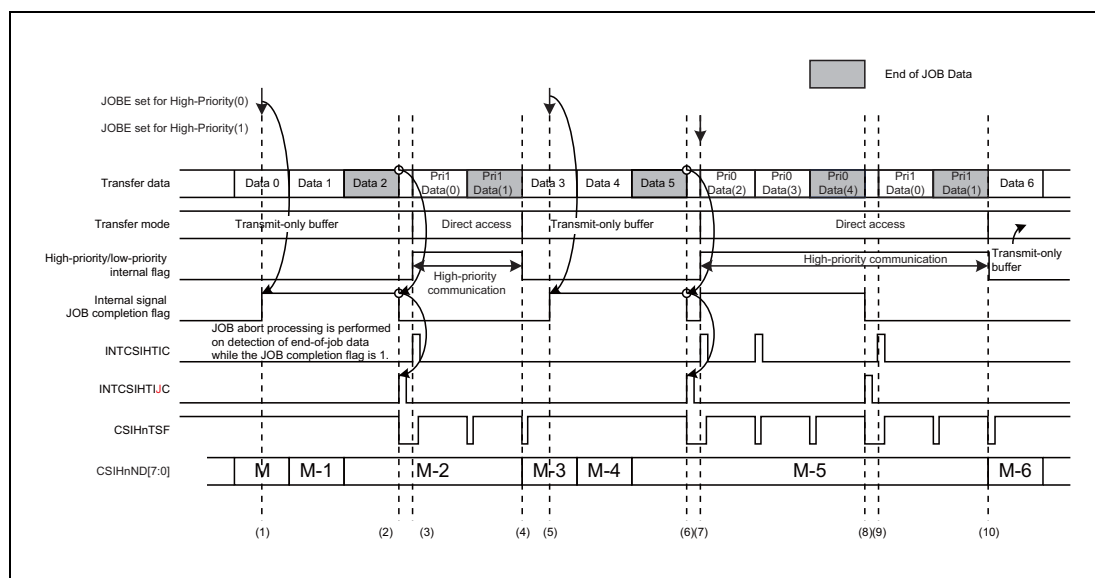 End of JOB Data
JOBE set for High-Priority(0)
JOBE set for High-Priority(1)
Transfer data
Data 0
Data 1
Data 2
Pri1
Data(0)
Pri1
Data(1)
Data 3
Data 4
Data 5
Pri0
Data(2)
Pri0
Data(3)
Pri0
Data(4)
Pri1
Data(0)
Pri1
Data(1)
Data 6
Transfer mode
Transmit-only buffer
Direct access
Transmit-only buffer
Direct access
Transmit-only
buffer
High-priority/low-priority
internal flag
High-priority
communication
High-priority communication
Internal signal
JOB completion flag
JOB abort processing is performed
on detection of end-of-job data
while the JOB completion flag is 1.
INTCSIHTIC
INTCSIHTIJC
CSIHnTSF
CSIHnND[7:0]
M
M-1
M-2
M-3
M-4
M-5
M-6
(1)
(2)
(3)
(4)
(5)
(6)
(7)
(8)
(9)
(10)